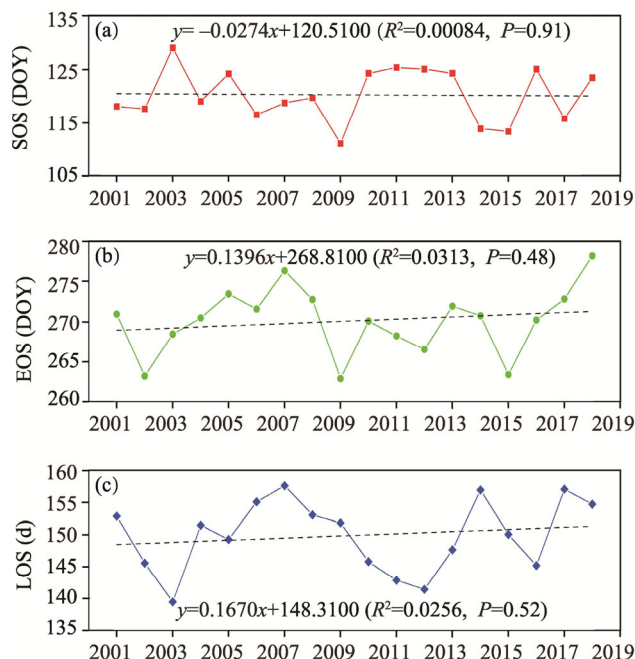 135
(a)
y= –0.0274x+120.5100 (R²=0.00084, P=0.91)
125
115
105
SOS (DOY)
2001 2003 2005 2007 2009 2011 2013 2015 2017 2019
280
(b)
y=0.1396x+268.8100 (R²=0.0313, P=0.48)
275
270
265
260
EOS (DOY)
2001 2003 2005 2007 2009 2011 2013 2015 2017 2019
160
(c)
155
150
145
140
135
LOS (d)
y=0.1670x+148.3100 (R²=0.0256, P=0.52)
2001 2003 2005 2007 2009 2011 2013 2015 2017 2019